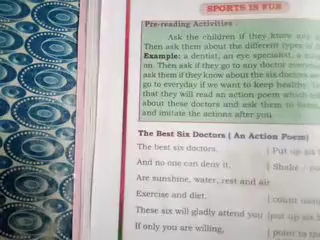 SPORTS IS FUN
Pre-reading Activities :
Ask the children if they know any
Then ask them about the different types of
Example: a dentist, an eye specialist, a
on. Then ask if they go to any doctor everyday
ask them if they know about the six doctors
go to everyday if we want to keep healthy.
that they will read an action poem which
about these doctors and ask them to listen
and imitate the actions after you.
The Best Six Doctors ( An Action Poem)
The best six doctors. | Put up six
And no one can deny it, | Shake
Are sunshine, water, rest and air
Exercise and diet. | count using
These six will gladly attend you | put up six
If only you are willing, | point to the